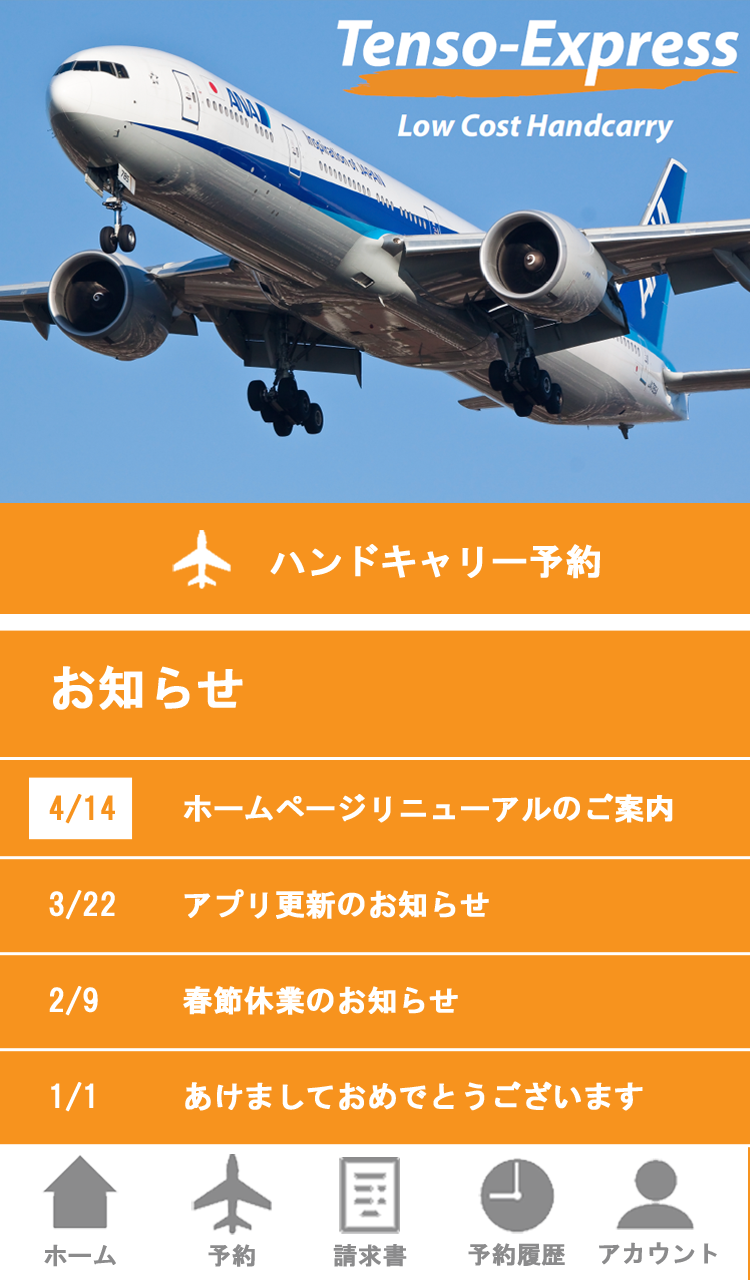 Tenso-Express
Low Cost Handcarry
ANA
Inspiration of JAPAN
ハンドキャリー予約
お知らせ
4/14 ホームページリニューアルのご案内
3/22 アプリ更新のお知らせ
2/9 春節休業のお知らせ
1/1 あけましておめでとうございます
ホーム 予約 請求書 予約履歴 アカウント